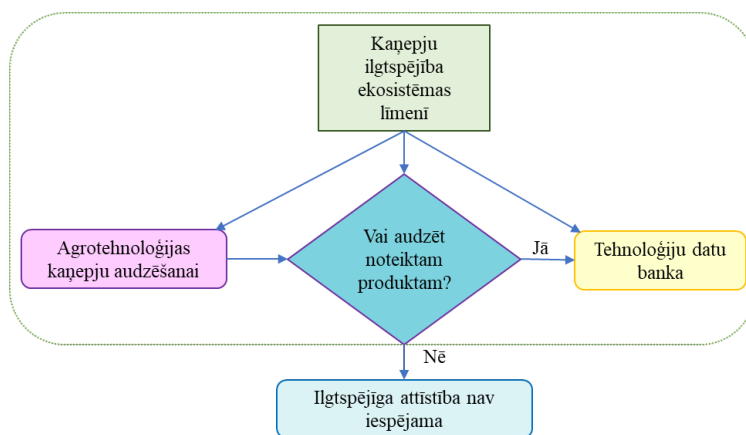 Kaņepju
ilgtspējība
ekosistēmas
līmenī
Agrotehnoloģijas
kaņepju audzēšanai
Vai audzēt
noteiktam
produktam?
Jā
Tehnoloģiju datu
banka
Nē
Ilgtspējīga attīstība nav
iespējama